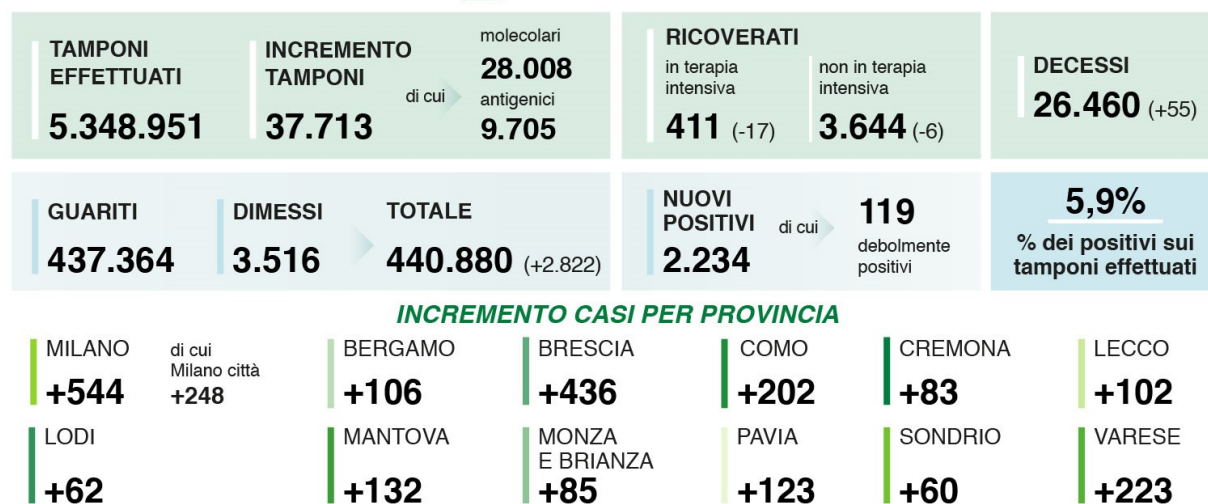 TAMPONI
EFFETTUATI
5.348.951
INCREMENTO
TAMPONI
37.713
di cui
molecolari
28.008
antigenici
9.705
RICOVERATI
in terapia
intensiva
411 (-17)
non in terapia
intensiva
3.644 (-6)
DECESSI
26.460 (+55)
GUARITI
437.364
DIMESSI
3.516
TOTALE
440.880 (+2.822)
NUOVI
POSITIVI
2.234
di cui
119
debolmente
positivi
5,9%
% dei positivi sui
tamponi effettuati
INCREMENTO CASI PER PROVINCIA
MILANO
+544
di cui
Milano città
+248
BERGAMO
+106
BRESCIA
+436
COMO
+202
CREMONA
+83
LECCO
+102
LODI
+62
MANTOVA
+132
MONZA
E BRIANZA
+85
PAVIA
+123
SONDRIO
+60
VARESE
+223